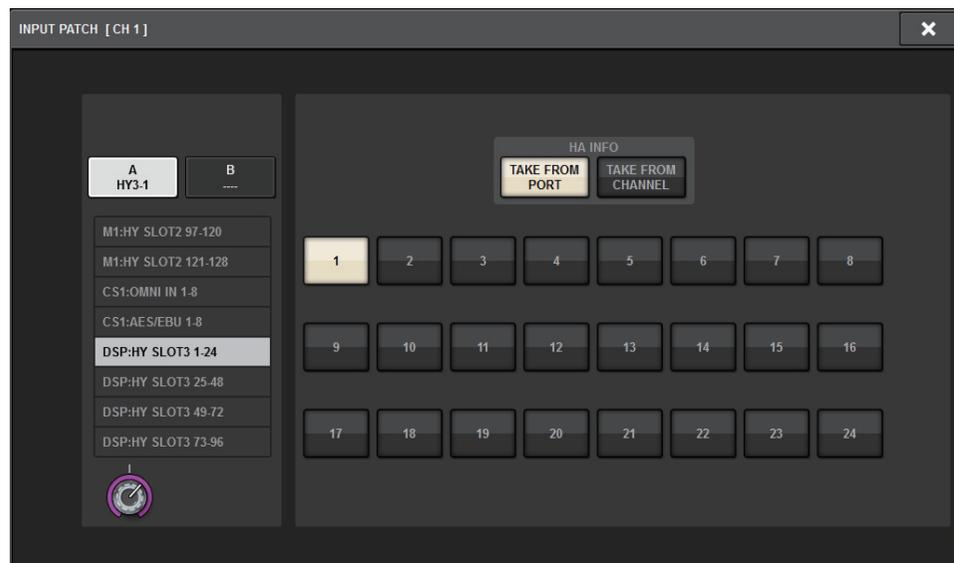 INPUT PATCH [ CH 1 ]
A
HY3-1
B
----
M1:HY SLOT2 97-120
M1:HY SLOT2 121-128
CS1:OMNI IN 1-8
CS1:AES/EBU 1-8
DSP:HY SLOT3 1-24
DSP:HY SLOT3 25-48
DSP:HY SLOT3 49-72
DSP:HY SLOT3 73-96
HA INFO
TAKE FROM
PORT
TAKE FROM
CHANNEL
1 2 3 4 5 6 7 8
9 10 11 12 13 14 15 16
17 18 19 20 21 22 23 24